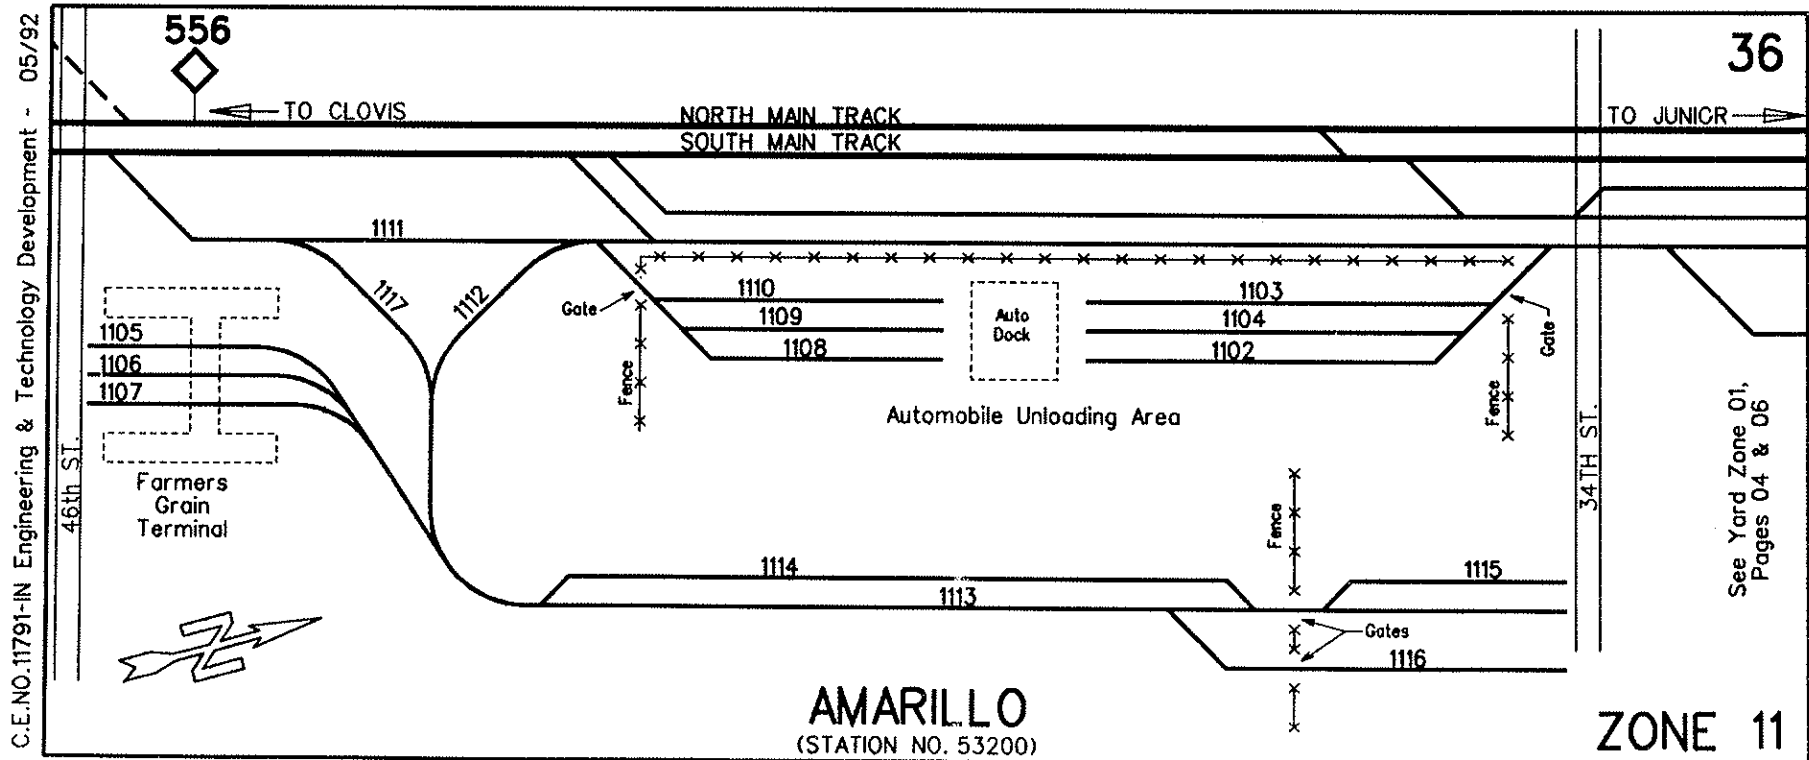 C.E.NO.11791-IN Engineering & Technology Development - 05/92
556
36
TO CLOVIS
NORTH MAIN TRACK
SOUTH MAIN TRACK
TO JUNIOR
1111
1117
1112
1110
1109
1108
Gate
Auto
Dock
1103
1104
1102
Gate
Fence
Fence
Automobile Unloading Area
1105
1106
1107
Farmers
Grain
Terminal
46th ST.
34TH ST.
See Yard Zone 01,
Pages 04 & 06
Fence
1114
1113
1115
Gates
1116
N
AMARILLO
(STATION NO. 53200)
ZONE 11